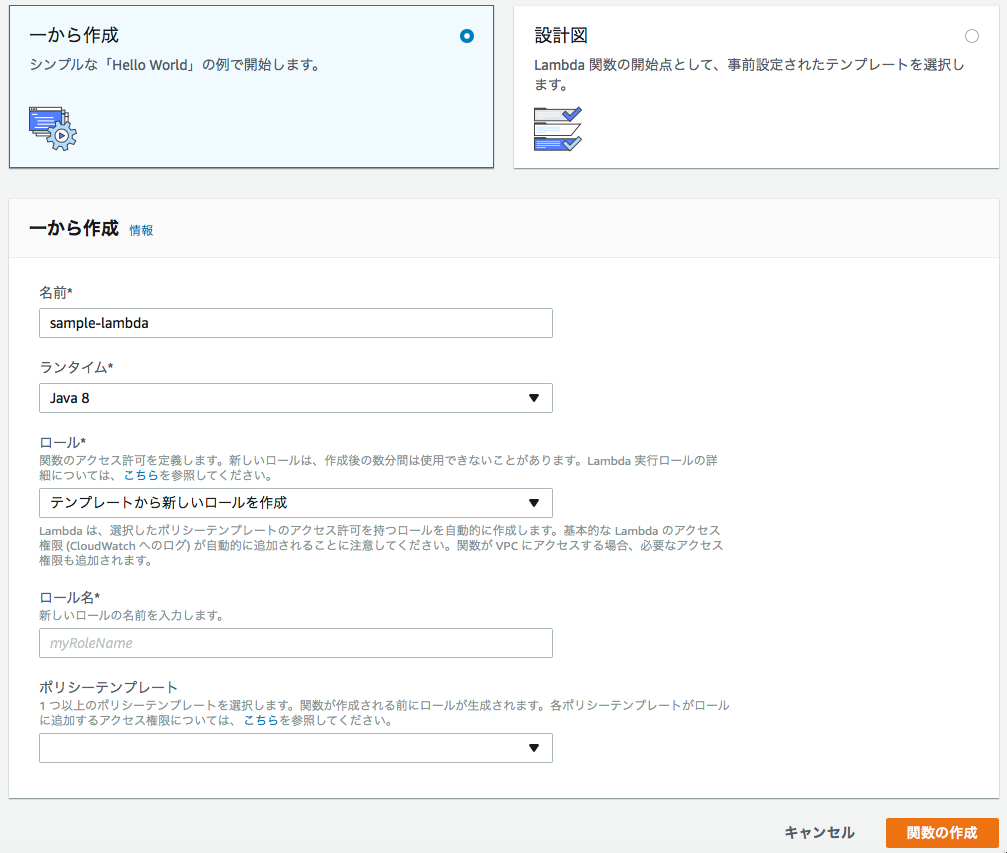 一から作成
シンプルな「Hello World」の例で開始します。
設計図
Lambda 関数の開始点として、事前設定されたテンプレートを選択し
ます。
一から作成 情報
名前*
sample-lambda
ランタイム*
Java 8
ロール*
関数のアクセス許可を定義します。新しいロールは、作成後の数分間は使用できないことがあります。Lambda 実行ロールの詳
細については、こちらを参照してください。
テンプレートから新しいロールを作成
Lambda は、選択したポリシーテンプレートのアクセス許可を持つロールを自動的に作成します。基本的な Lambda のアクセス
権限 (CloudWatch へのログ) が自動的に追加されることに注意してください。関数が VPC にアクセスする場合、必要なアクセス
権限も追加されます。
ロール名*
新しいロールの名前を入力します。
myRoleName
ポリシーテンプレート
1 つ以上のポリシーテンプレートを選択します。関数が作成される前にロールが生成されます。各ポリシーテンプレートがロール
に追加するアクセス権限については、こちらを参照してください。
キャンセル 関数の作成